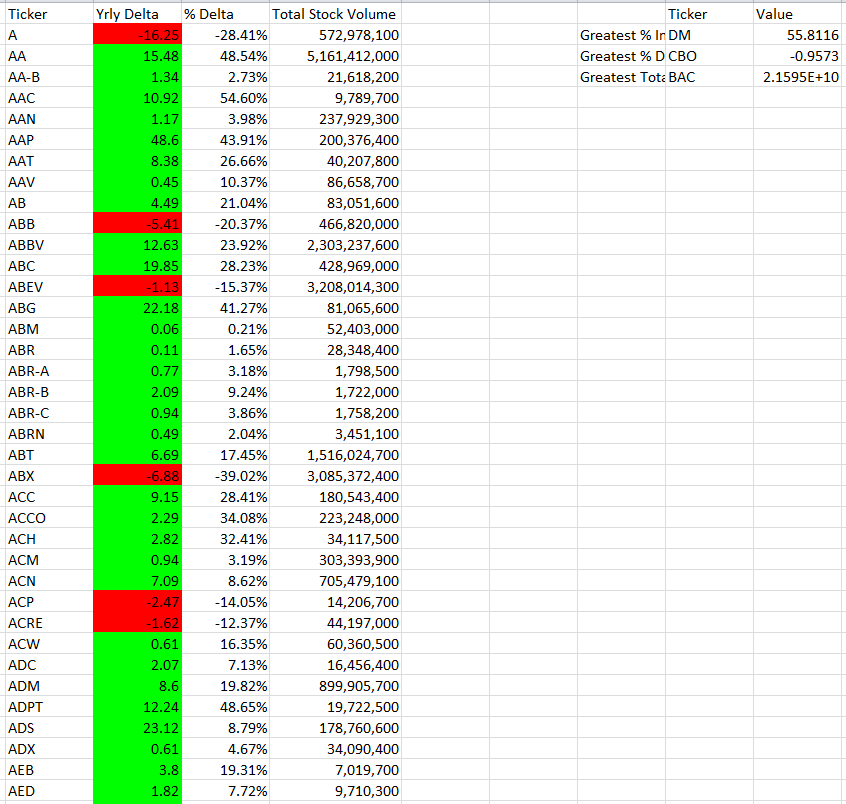 Ticker Yrly Delta % Delta Total Stock Volume Ticker Value
A -16.25 -28.41% 572,978,100 Greatest % In DM 55.8116
AA 15.48 48.54% 5,161,412,000 Greatest % D CBO -0.9573
AA-B 1.34 2.73% 21,618,200 Greatest Tota BAC 2.1595E+10
AAC 10.92 54.60% 9,789,700
AAN 1.17 3.98% 237,929,300
AAP 48.6 43.91% 200,376,400
AAT 8.38 26.66% 40,207,800
AAV 0.45 10.37% 86,658,700
AB 4.49 21.04% 83,051,600
ABB -5.41 -20.37% 466,820,000
ABBV 12.63 23.92% 2,303,237,600
ABC 19.85 28.23% 428,969,000
ABEV -1.13 -15.37% 3,208,014,300
ABG 22.18 41.27% 81,065,600
ABM 0.06 0.21% 52,403,000
ABR 0.11 1.65% 28,348,400
ABR-A 0.77 3.18% 1,798,500
ABR-B 2.09 9.24% 1,722,000
ABR-C 0.94 3.86% 1,758,200
ABRN 0.49 2.04% 3,451,100
ABT 6.69 17.45% 1,516,024,700
ABX -6.88 -39.02% 3,085,372,400
ACC 9.15 28.41% 180,543,400
ACCO 2.29 34.08% 223,248,000
ACH 2.82 32.41% 34,117,500
ACM 0.94 3.19% 303,393,900
ACN 7.09 8.62% 705,479,100
ACP -2.47 -14.05% 14,206,700
ACRE -1.62 -12.37% 44,197,000
ACW 0.61 16.35% 60,360,500
ADC 2.07 7.13% 16,456,400
ADM 8.6 19.82% 899,905,700
ADPT 12.24 48.65% 19,722,500
ADS 23.12 8.79% 178,760,600
ADX 0.61 4.67% 34,090,400
AEB 3.8 19.31% 7,019,700
AED 1.82 7.72% 9,710,300